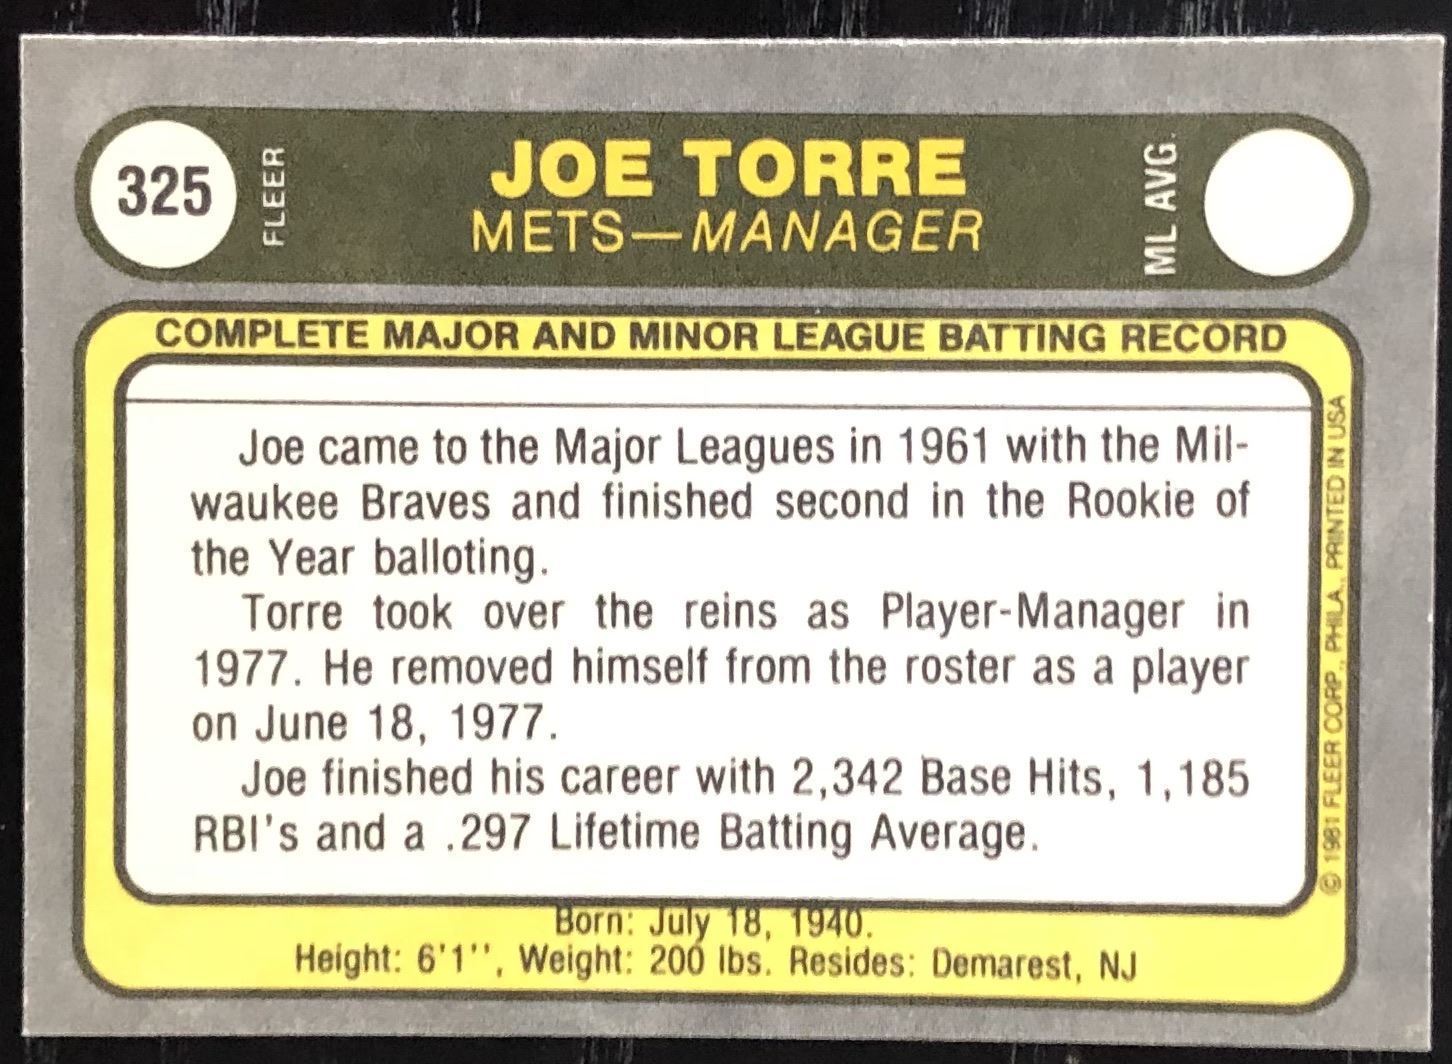 325
FLEER
JOE TORRE
METS—MANAGER
ML AVG.
COMPLETE MAJOR AND MINOR LEAGUE BATTING RECORD
Joe came to the Major Leagues in 1961 with the Mil-
waukee Braves and finished second in the Rookie of
the Year balloting.
Torre took over the reins as Player-Manager in
1977. He removed himself from the roster as a player
on June 18, 1977.
Joe finished his career with 2,342 Base Hits, 1,185
RBI's and a .297 Lifetime Batting Average.
Born: July 18, 1940.
Height: 6'1'', Weight: 200 lbs. Resides: Demarest, NJ
© 1981 FLEER CORP., PHILA., PRINTED IN USA